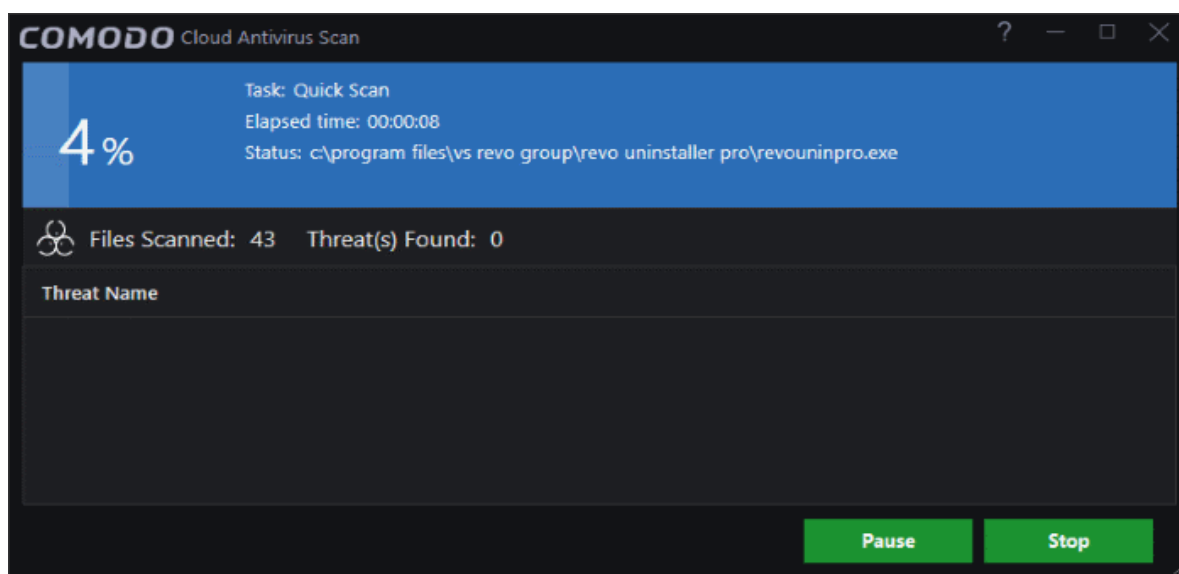 COMODO Cloud Antivirus Scan ?
4 %
Task: Quick Scan
Elapsed time: 00:00:08
Status: c:\program files\vs revo group\revo uninstaller pro\revouninpro.exe
Files Scanned: 43 Threat(s) Found: 0
Threat Name
Pause Stop